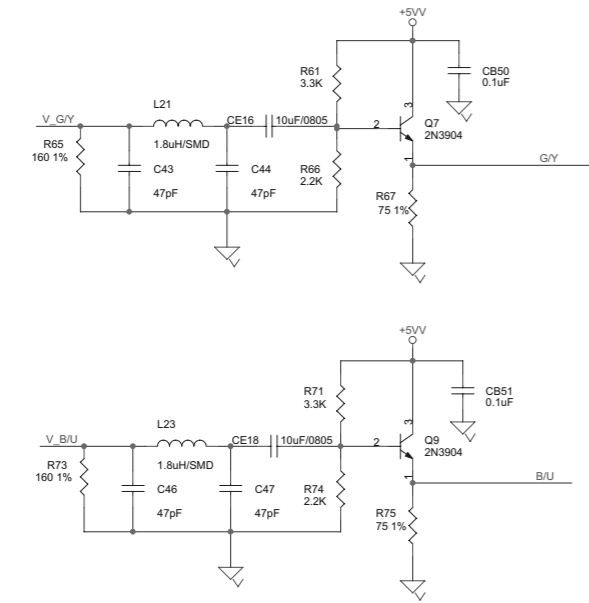 +5VV
R61
3.3K
CB50
0.1uF
L21
3
V_G/Y
CE16
10uF/0805
2
Q7
2N3904
R65
160 1%
1.8uH/SMD
1
G/Y
C43
C44
R66
2.2K
47pF
47pF
R67
75 1%
+5VV
R71
3.3K
CB51
0.1uF
L23
3
V_B/U
CE18
10uF/0805
2
Q9
2N3904
R73
160 1%
1.8uH/SMD
1
B/U
C46
C47
R74
2.2K
47pF
47pF
R75
75 1%